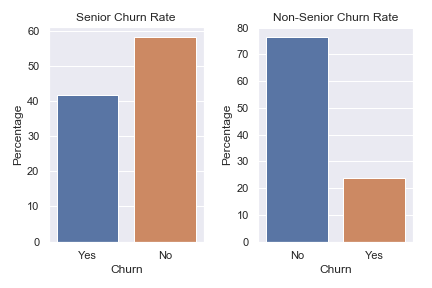 Senior Churn Rate
60
50
40
30
20
10
0
Percentage
Yes No
Churn
Non-Senior Churn Rate
80
70
60
50
40
30
20
10
0
Percentage
No Yes
Churn